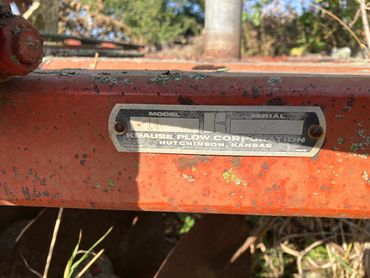 MODEL SERIAL
K
KRAUSE PLOW CORPORATION
HUTCHINSON, KANSAS